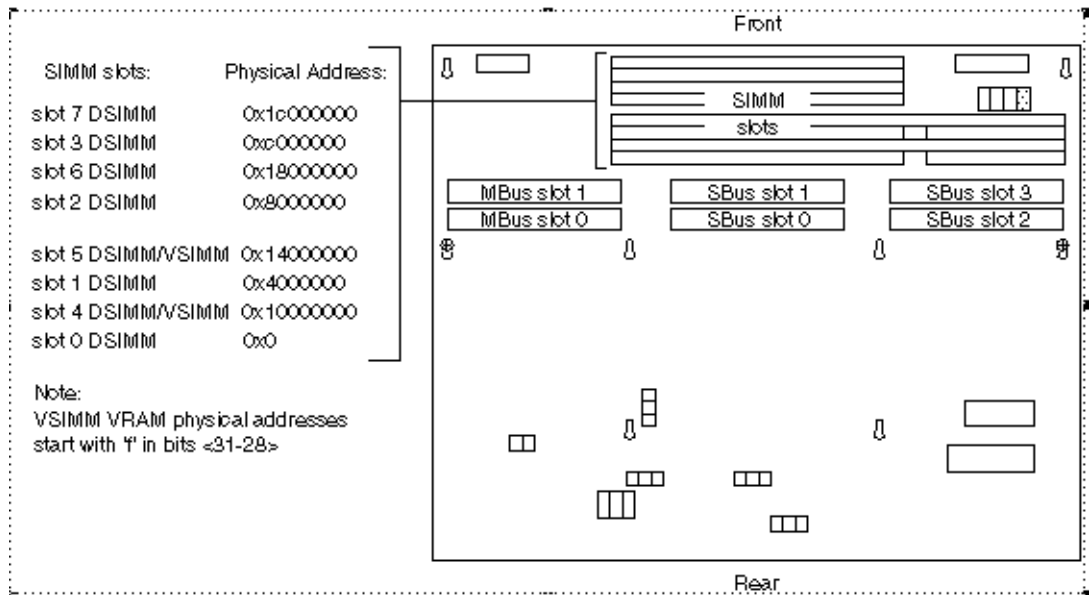 Front
SIMM slots: Physical Address:
slot 7 DSIMM 0x1c000000
slot 3 DSIMM 0xc000000
slot 6 DSIMM 0x18000000
slot 2 DSIMM 0x8000000
slot 5 DSIMM/VSIMM 0x14000000
slot 1 DSIMM 0x4000000
slot 4 DSIMM/VSIMM 0x10000000
slot 0 DSIMM 0x0
Note:
VSIMM VRAM physical addresses
start with 'f' in bits <31-28>
SIMM
slots
MBus slot 1 SBus slot 1 SBus slot 3
MBus slot 0 SBus slot 0 SBus slot 2
Rear